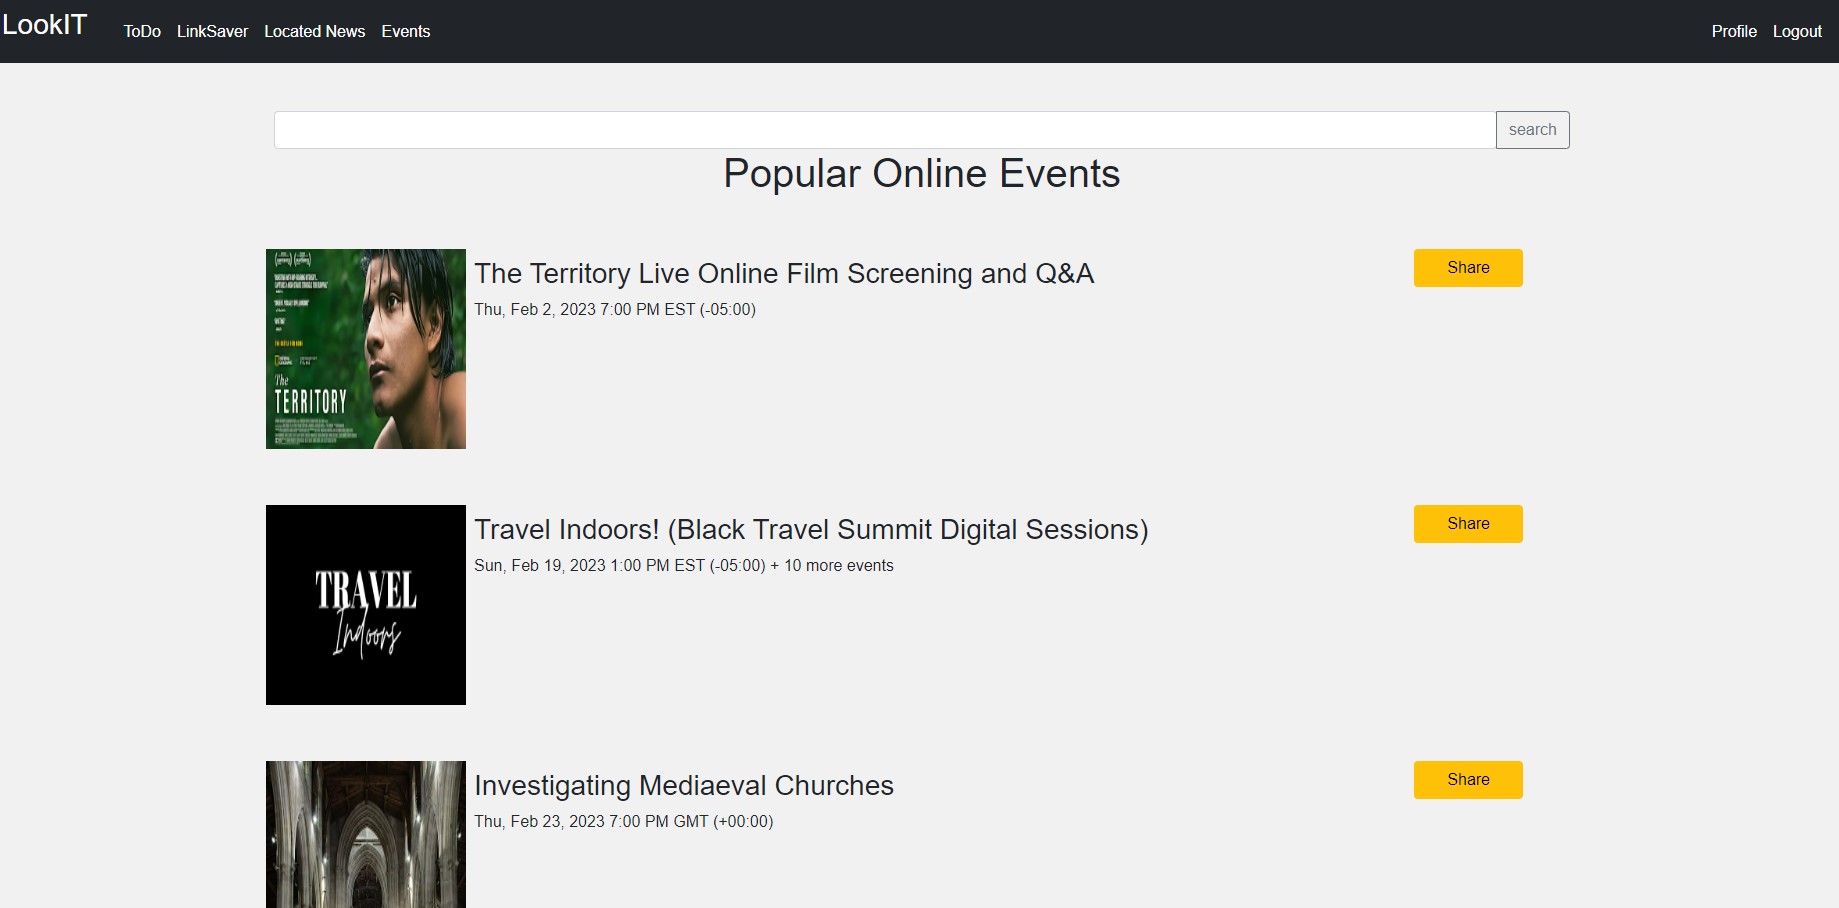 LookIT
ToDo LinkSaver Located News Events
Profile Logout
search
Popular Online Events
The
TERRITORY
The Territory Live Online Film Screening and Q&A
Thu, Feb 2, 2023 7:00 PM EST (-05:00)
Share
TRAVEL
Indoors
Travel Indoors! (Black Travel Summit Digital Sessions)
Sun, Feb 19, 2023 1:00 PM EST (-05:00) + 10 more events
Share
Investigating Mediaeval Churches
Thu, Feb 23, 2023 7:00 PM GMT (+00:00)
Share